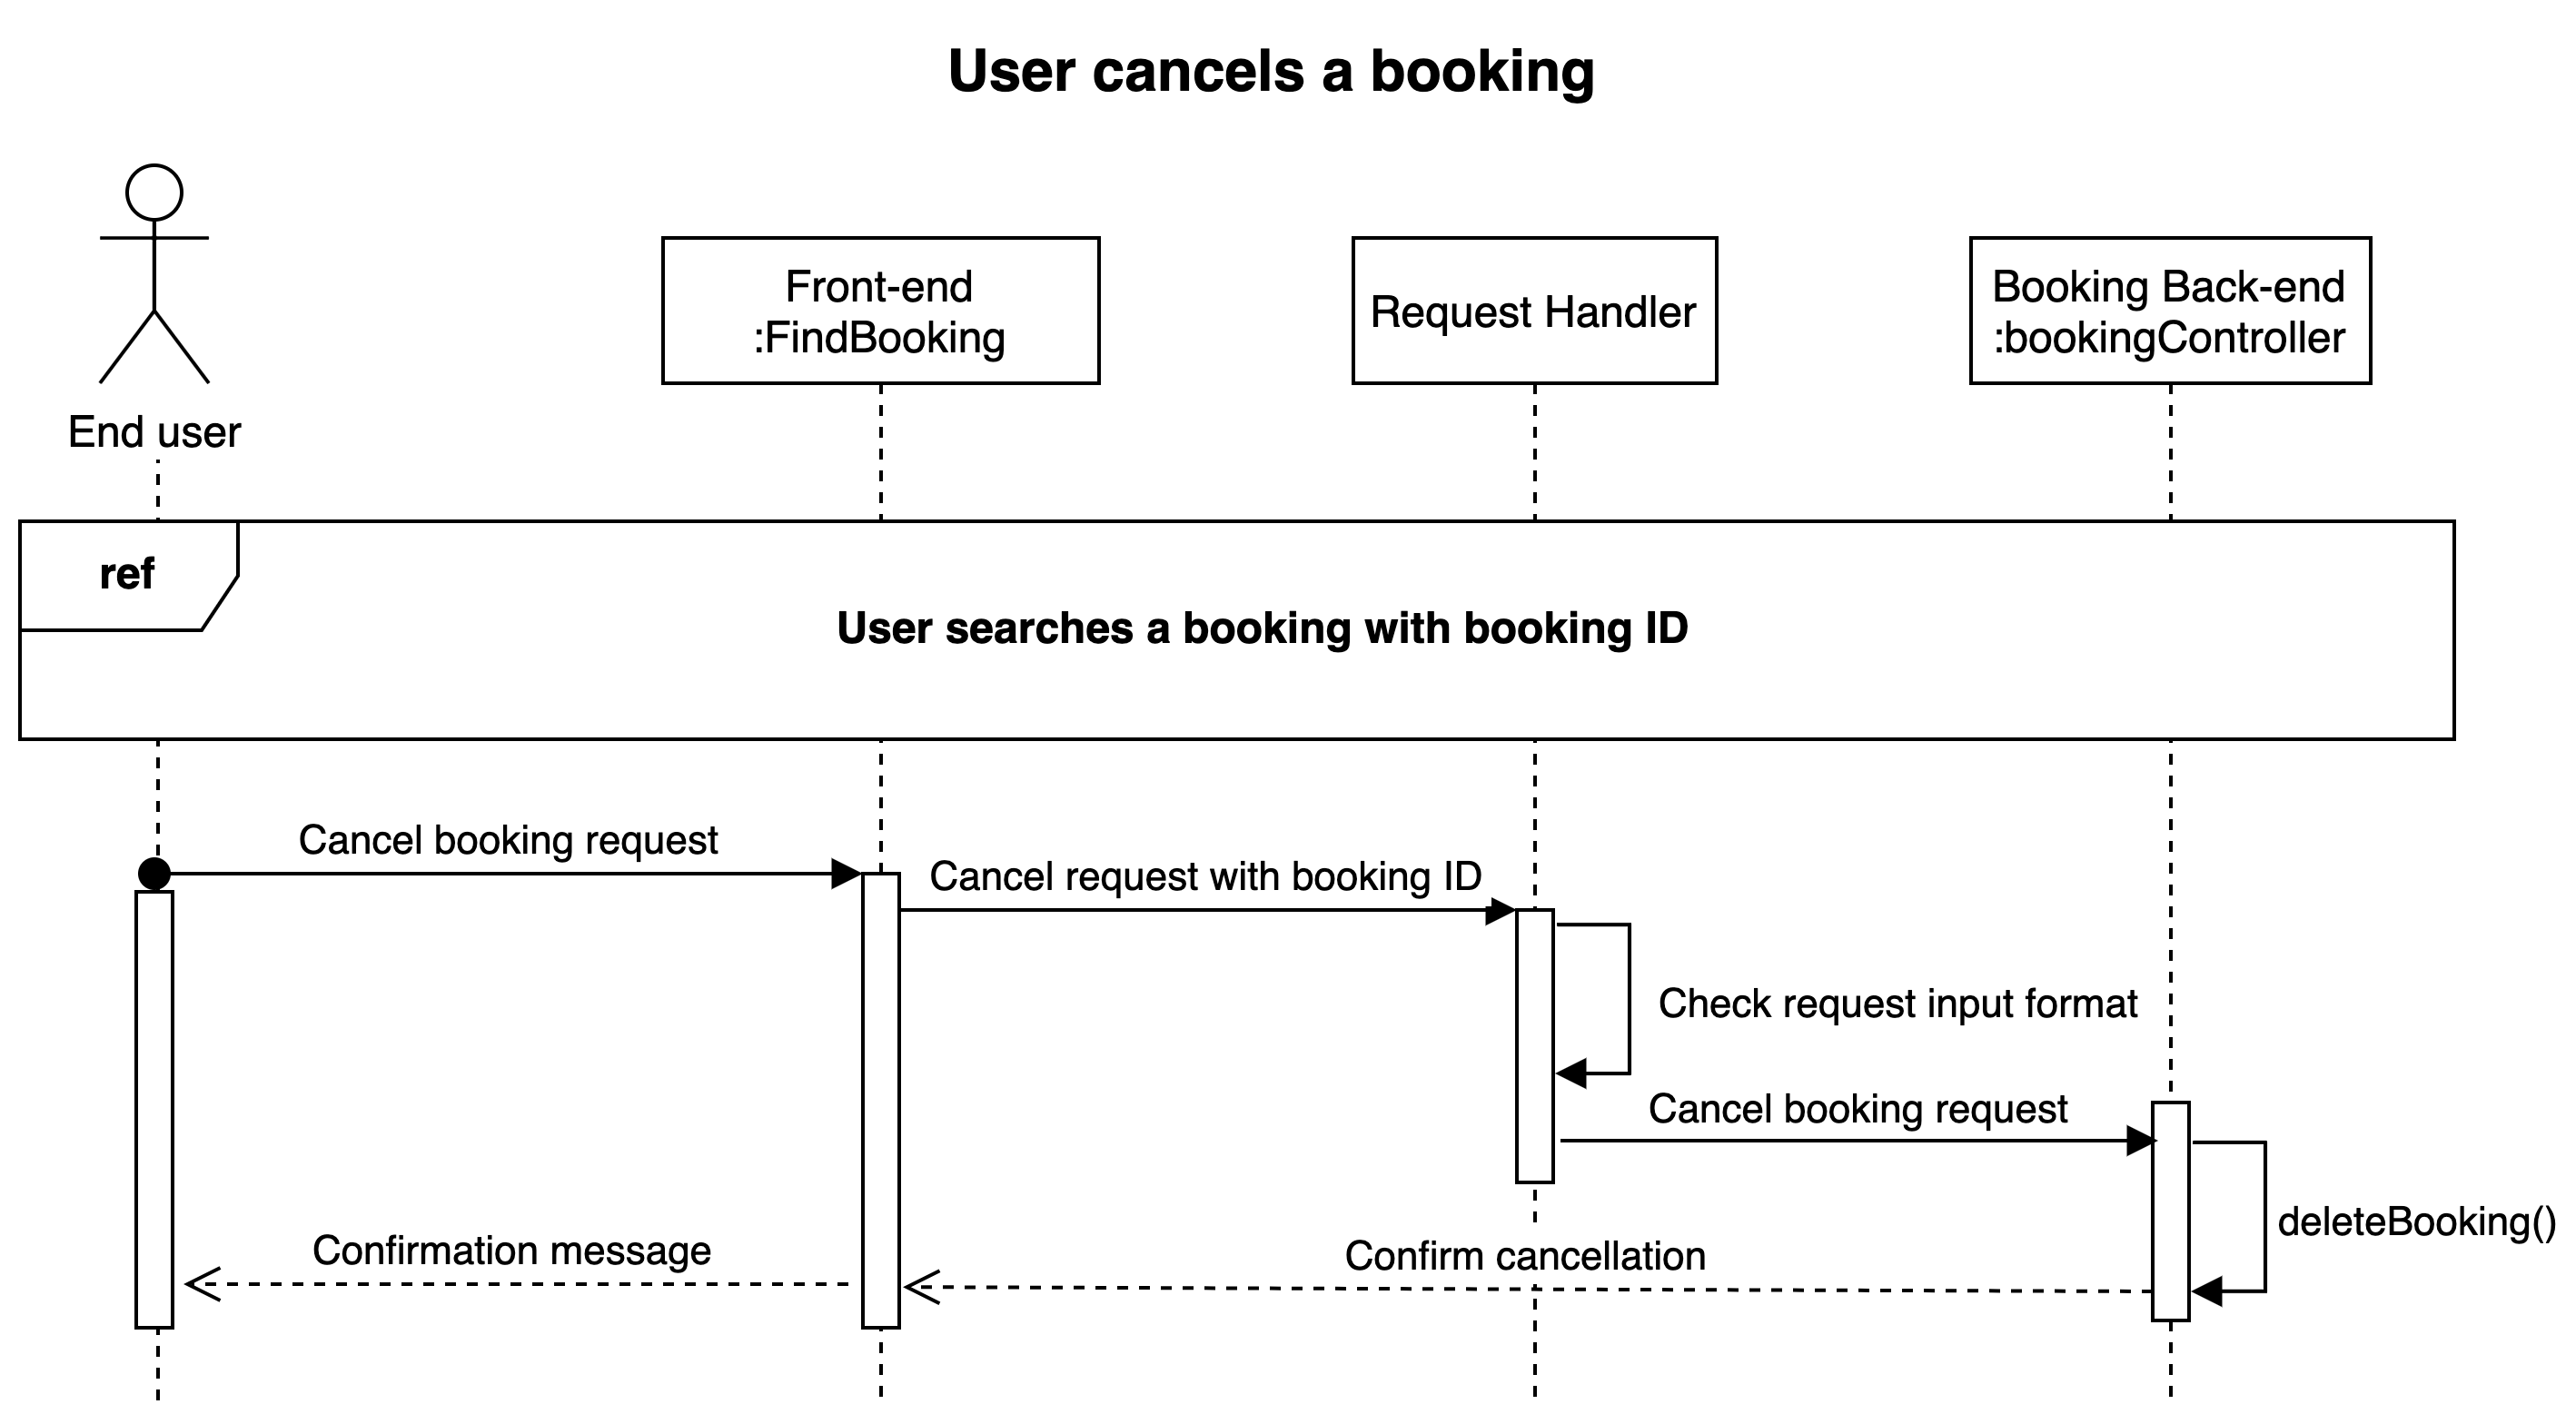 User cancels a booking
End user
Front-end
:FindBooking
Request Handler
Booking Back-end
:bookingController
ref
User searches a booking with booking ID
Cancel booking request
Cancel request with booking ID
Check request input format
Cancel booking request
deleteBooking()
Confirm cancellation
Confirmation message